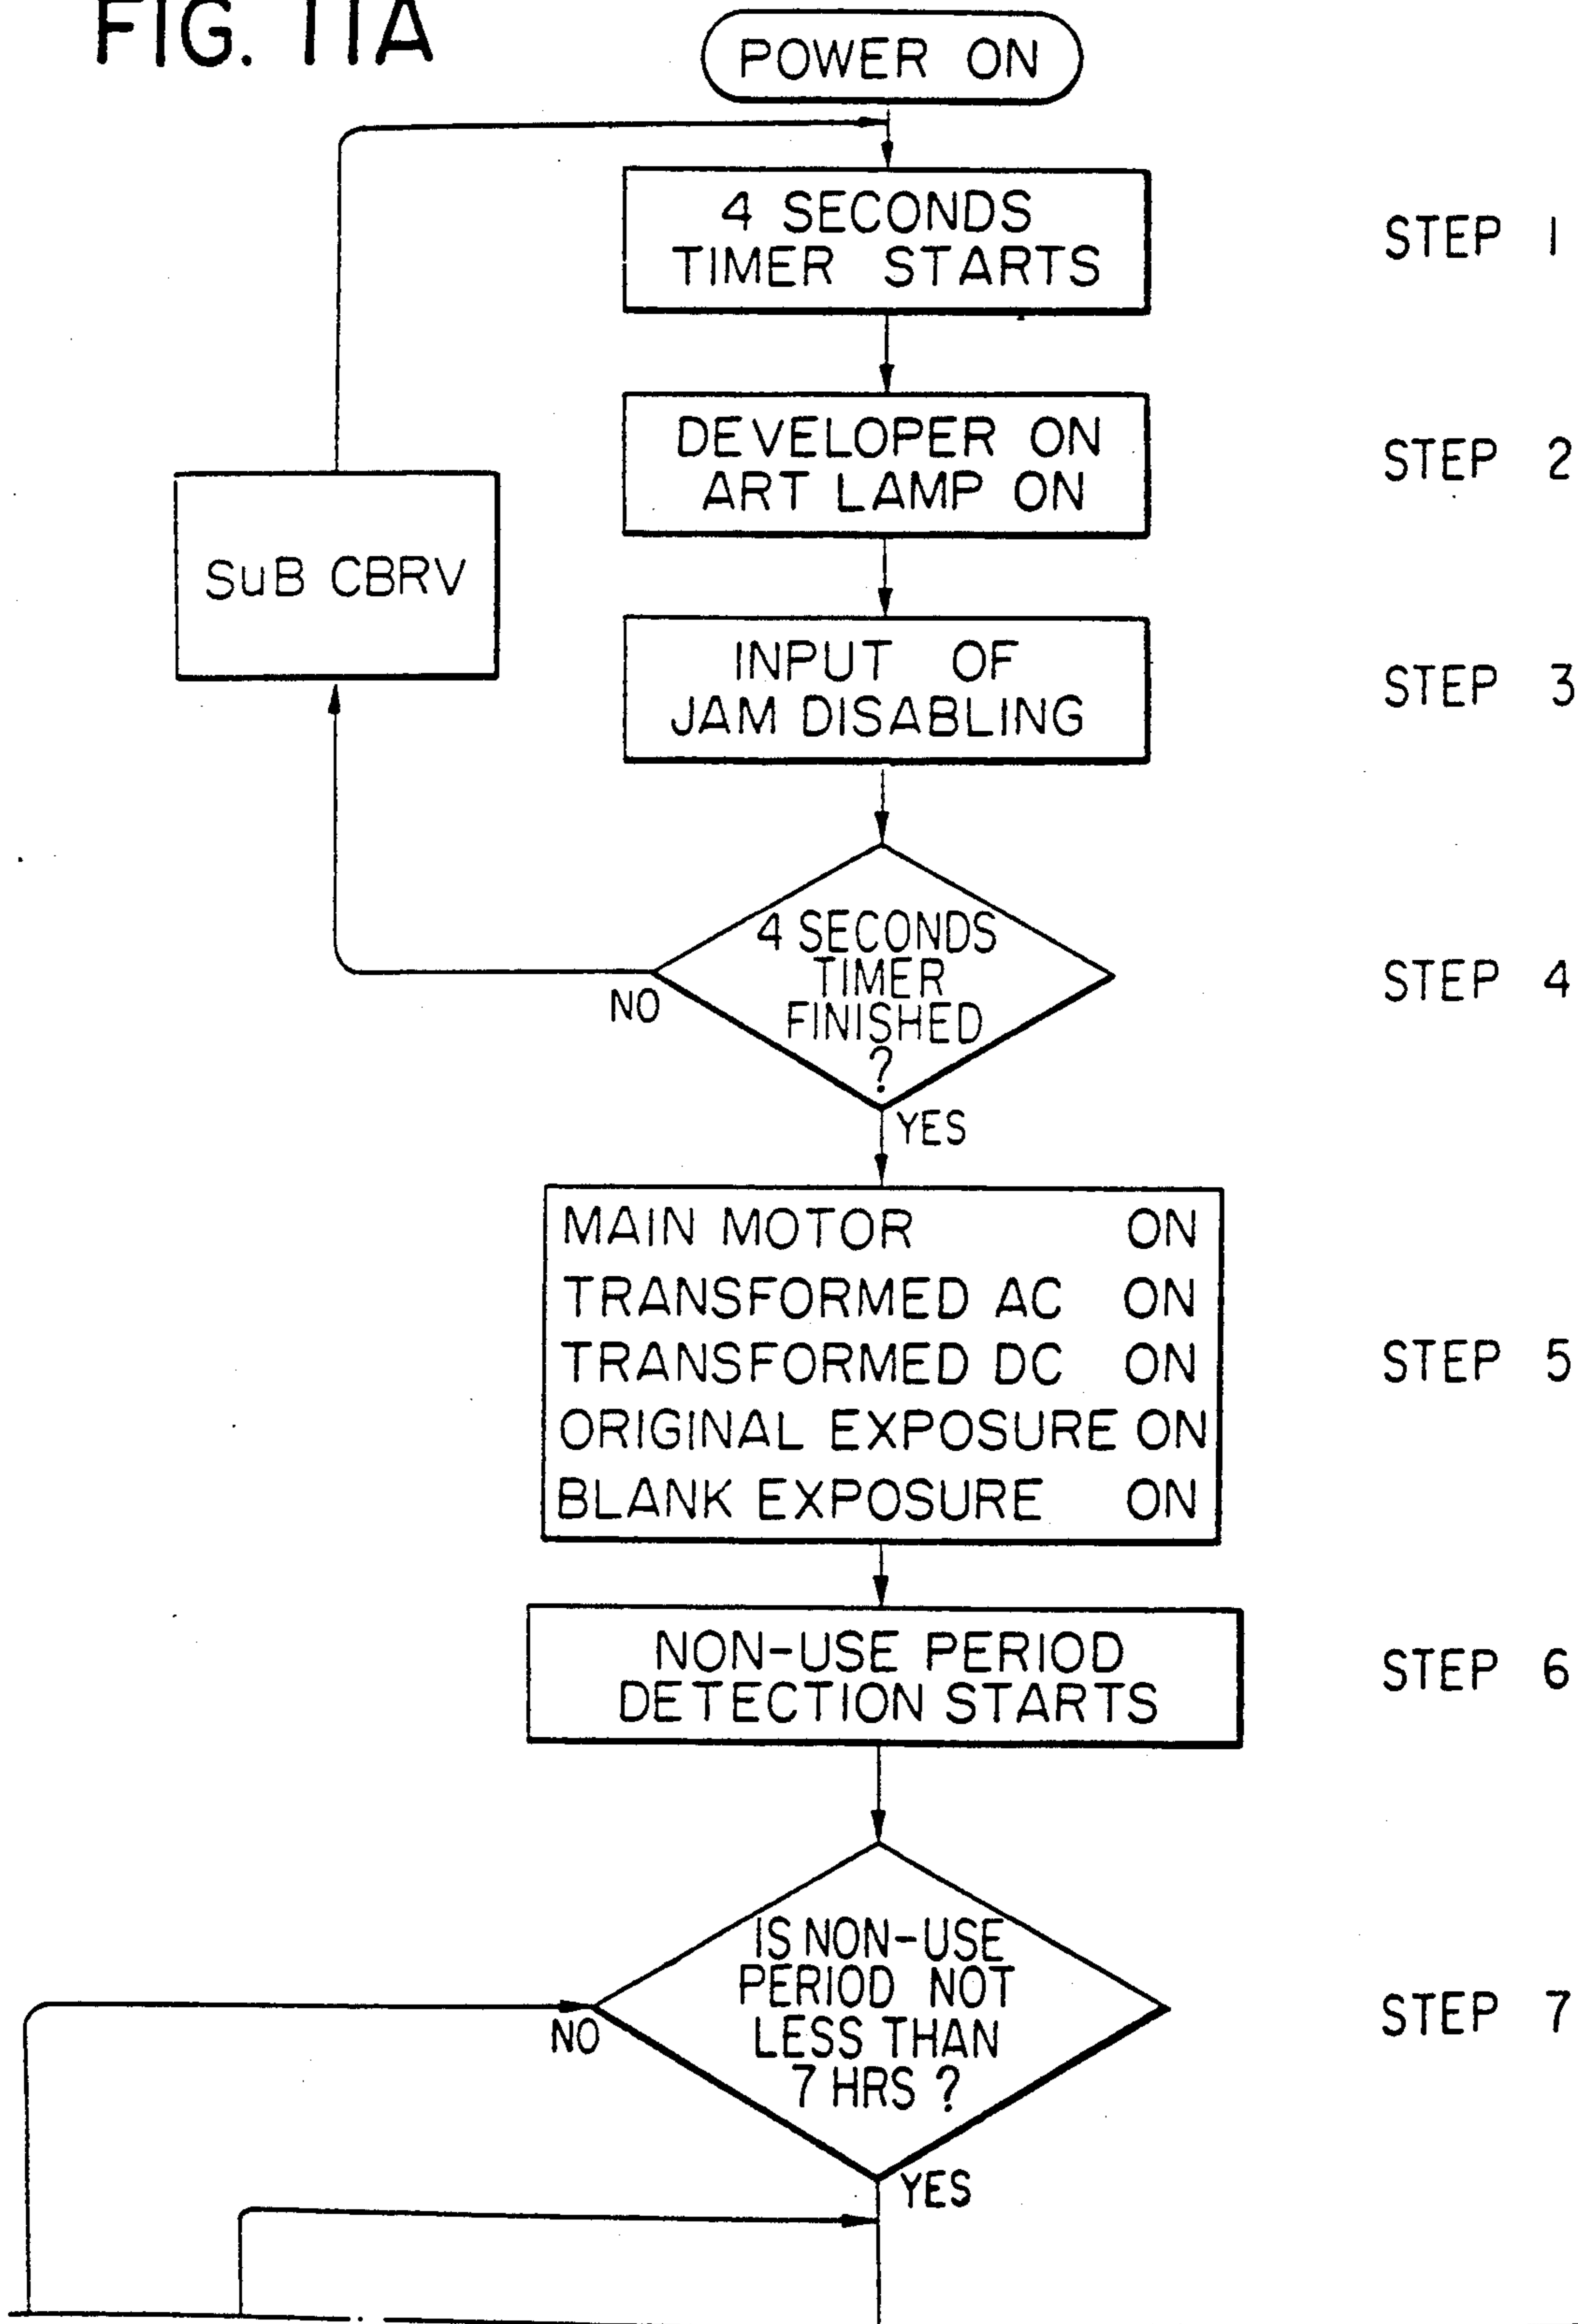 FIG. 11A
POWER ON
4 SECONDS
TIMER STARTS
STEP 1
DEVELOPER ON
ART LAMP ON
STEP 2
SuB CBRV
INPUT OF
JAM DISABLING
STEP 3
4 SECONDS
TIMER
FINISHED
?
STEP 4
NO
YES
MAIN MOTOR ON
TRANSFORMED AC ON
TRANSFORMED DC ON
ORIGINAL EXPOSURE ON
BLANK EXPOSURE ON
STEP 5
NON-USE PERIOD
DETECTION STARTS
STEP 6
IS NON-USE
PERIOD NOT
LESS THAN
7 HRS ?
STEP 7
NO
YES